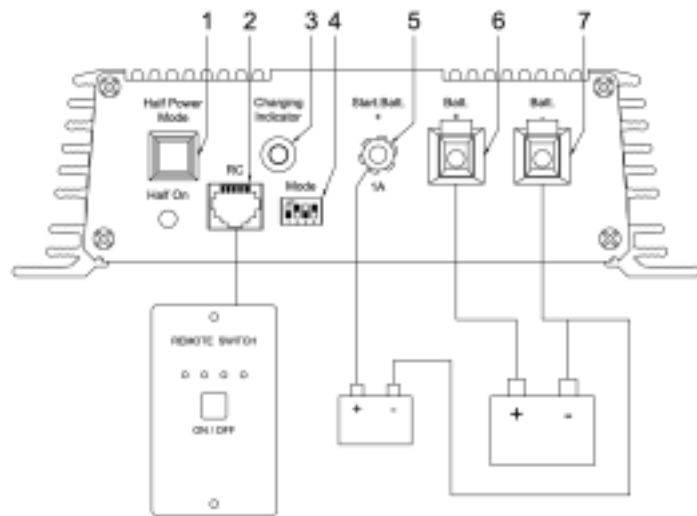 1 2 3 4 5 6 7
Half Power Mode
Charging Indicator
Start Batt. +
Batt. +
Batt. -
RC
Mode
Half On
1A
REMOTE SWITCH
ON / OFF
+ -
+ -